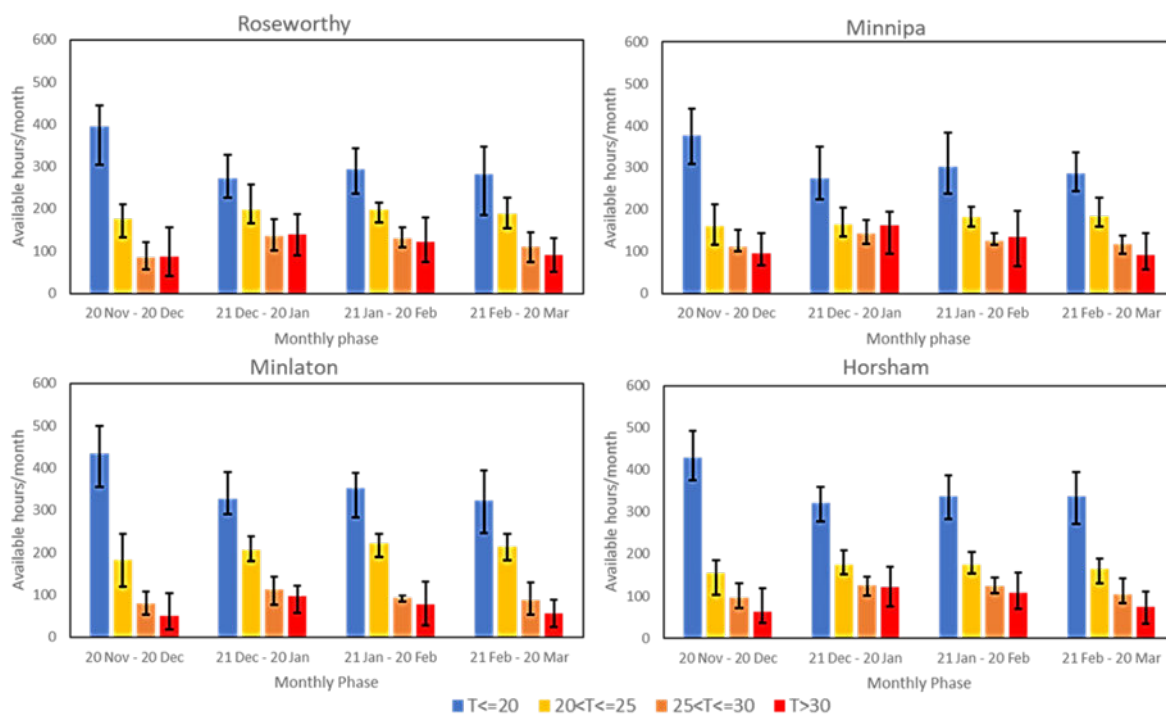 Roseworthy
Available hours/month
600
500
400
300
200
100
0
20 Nov - 20 Dec 21 Dec - 20 Jan 21 Jan - 20 Feb 21 Feb - 20 Mar
Monthly phase
Minnipa
Available hours/month
600
500
400
300
200
100
0
20 Nov - 20 Dec 21 Dec - 20 Jan 21 Jan - 20 Feb 21 Feb - 20 Mar
Monthly phase
Minlaton
Available hours/month
600
500
400
300
200
100
0
20 Nov - 20 Dec 21 Dec - 20 Jan 21 Jan - 20 Feb 21 Feb - 20 Mar
Monthly Phase
Horsham
Available hours/month
600
500
400
300
200
100
0
20 Nov - 20 Dec 21 Dec - 20 Jan 21 Jan - 20 Feb 21 Feb - 20 Mar
Monthly Phase
T<=20 20<T<=25 25<T<=30 T>30